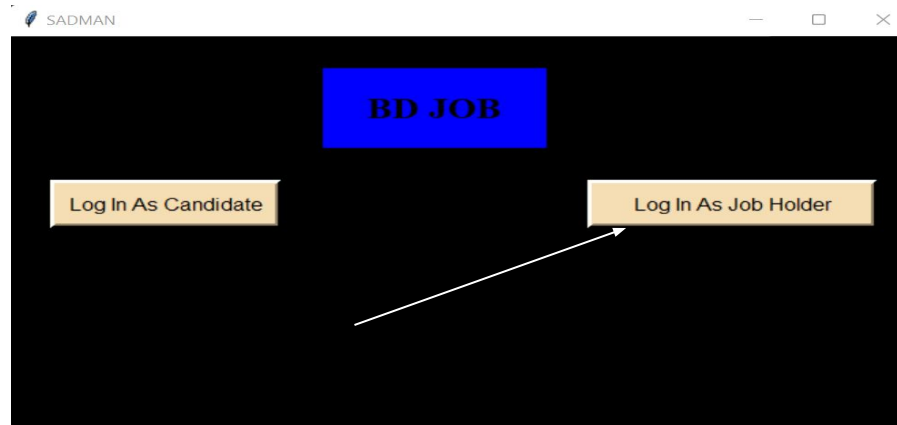 SADMAN
BD JOB
Log In As Candidate
Log In As Job Holder